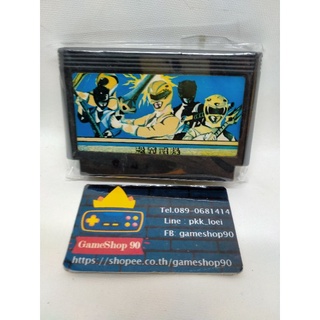 Tel.089-0681414
Line : pkk_loei
FB: gameshop90
GameShop 90
https://shopee.co.th/gameshop90